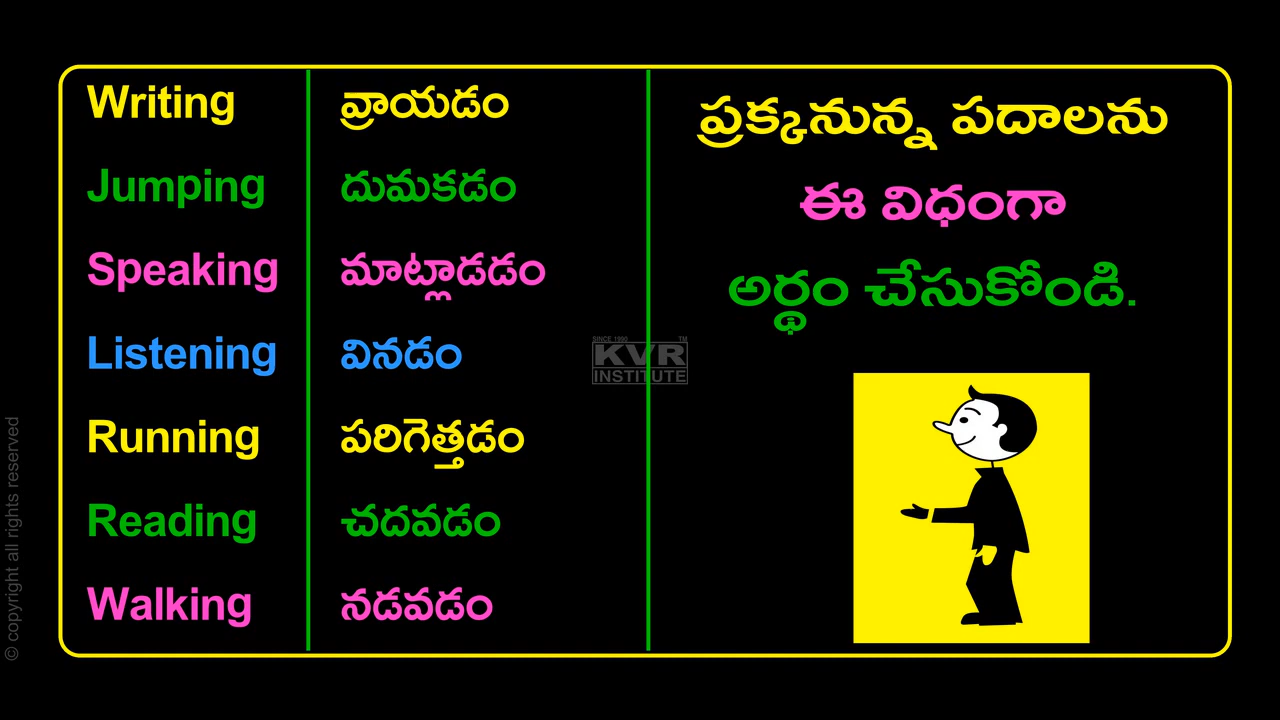 Writing వ్రాయడం
Jumping దుమకడం
Speaking మాట్లాడడం
Listening వినడం
Running పరిగెత్తడం
Reading చదవడం
Walking నడవడం
ప్రక్కనున్న పదాలను
ఈ విధంగా
అర్థం చేసుకోండి.
SINCE 1990 TM
KVR
INSTITUTE
© copyright all rights reserved